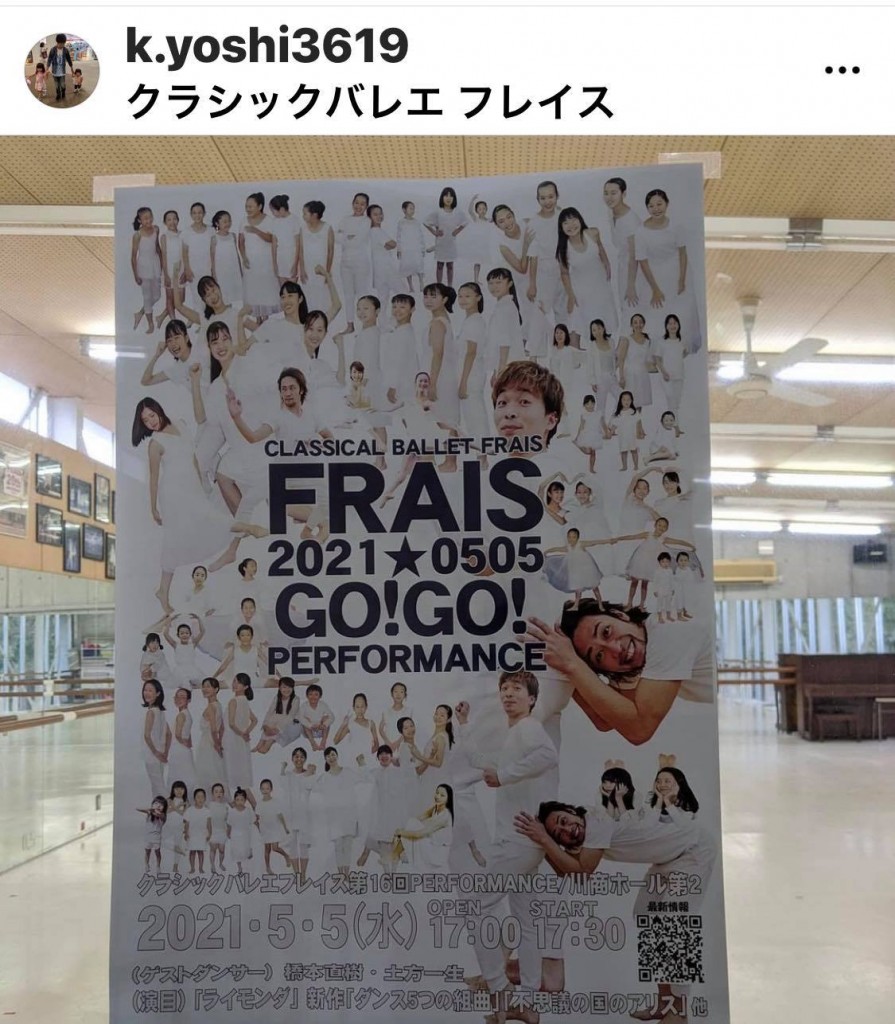 k.yoshi3619
クラシックバレエ フレイス
CLASSICAL BALLET FRAIS
FRAIS
2021★0505
GO!GO!
PERFORMANCE
クラシックバレエフレイス第16回PERFORMANCE/川商ホール第2
2021・5・5(水) OPEN 17:00 START 17:30
最新情報
(ゲストダンサー) 橋本直樹・土方一生
(演目)「ライモンダ」新作「ダンス5つの組曲」「不思議の国のアリス」他